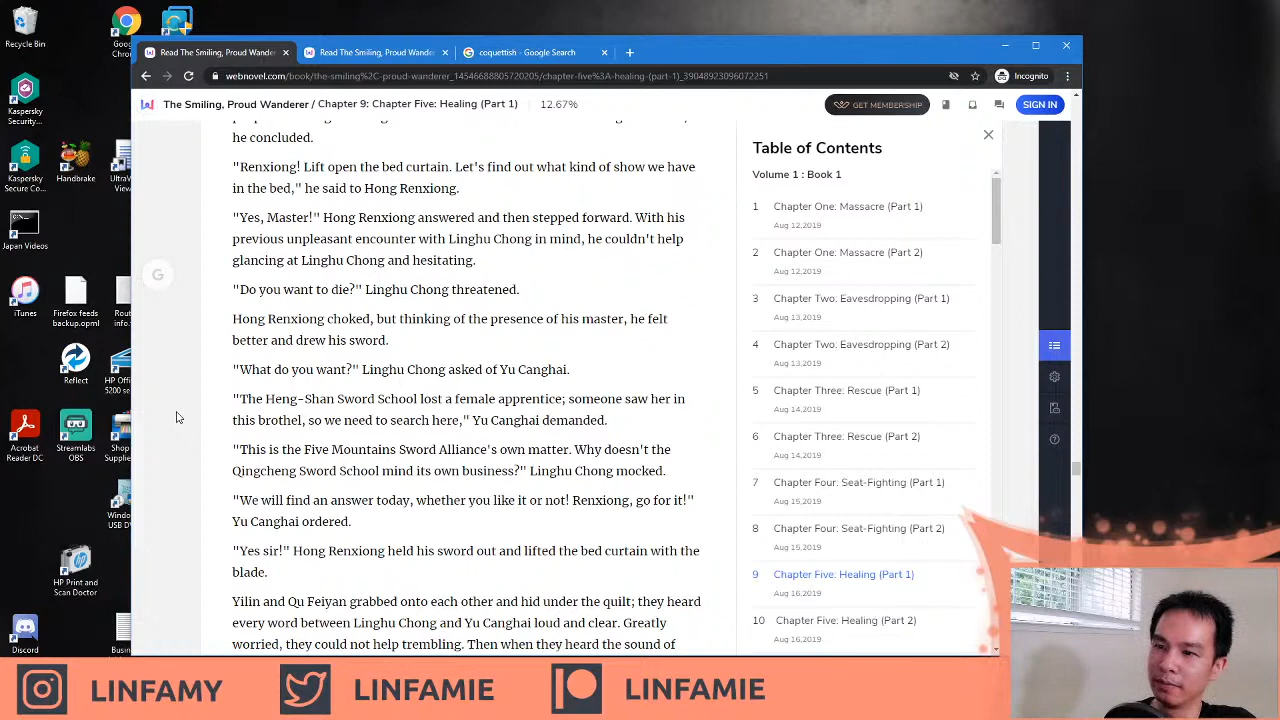 Recycle Bin
Goo
Chro
Kaspersky
Security...
Kaspersky
Secure Co...
Handbrake
UltraV
Ser
Japan Videos
iTunes
Firefox feeds
backup.opml
Rout
info..
Reflect
HP Offi
5200 se
Acrobat
Reader DC
Streamlabs
OBS
Shop
Supplies
Windows
USB DV
HP Print and
Scan Doctor
Discord
Busin
Read The Smiling, Proud Wander
Read The Smiling, Proud Wander
coquettish - Google Search
webnovel.com/book/the-smiling%2C-proud-wanderer_14546688805720205/chapter-five%3A-healing-(part-1)_39048923096072251
Incognito
The Smiling, Proud Wanderer / Chapter 9: Chapter Five: Healing (Part 1)
12.67%
GET MEMBERSHIP
SIGN IN
he concluded.
"Renxiong! Lift open the bed curtain. Let's find out what kind of show we have
in the bed," he said to Hong Renxiong.
"Yes, Master!" Hong Renxiong answered and then stepped forward. With his
previous unpleasant encounter with Linghu Chong in mind, he couldn't help
glancing at Linghu Chong and hesitating.
"Do you want to die?" Linghu Chong threatened.
Hong Renxiong choked, but thinking of the presence of his master, he felt
better and drew his sword.
"What do you want?" Linghu Chong asked of Yu Canghai.
"The Heng-Shan Sword School lost a female apprentice; someone saw her in
this brothel, so we need to search here," Yu Canghai demanded.
"This is the Five Mountains Sword Alliance's own matter. Why doesn't the
Qingcheng Sword School mind its own business?" Linghu Chong mocked.
"We will find an answer today, whether you like it or not! Renxiong, go for it!"
Yu Canghai ordered.
"Yes sir!" Hong Renxiong held his sword out and lifted the bed curtain with the
blade.
Yilin and Qu Feiyan grabbed onto each other and hid under the quilt; they heard
every word between Linghu Chong and Yu Canghai loud and clear. Greatly
worried, they could not help trembling. Then when they heard the sound of
Table of Contents
Volume 1 : Book 1
1 Chapter One: Massacre (Part 1)
Aug 12,2019
2 Chapter One: Massacre (Part 2)
Aug 12,2019
3 Chapter Two: Eavesdropping (Part 1)
Aug 13,2019
4 Chapter Two: Eavesdropping (Part 2)
Aug 13,2019
5 Chapter Three: Rescue (Part 1)
Aug 14,2019
6 Chapter Three: Rescue (Part 2)
Aug 14,2019
7 Chapter Four: Seat-Fighting (Part 1)
Aug 15,2019
8 Chapter Four: Seat-Fighting (Part 2)
Aug 15,2019
9 Chapter Five: Healing (Part 1)
Aug 16,2019
10 Chapter Five: Healing (Part 2)
Aug 16,2019
LINFAMY
LINFAMIE
LINFAMIE